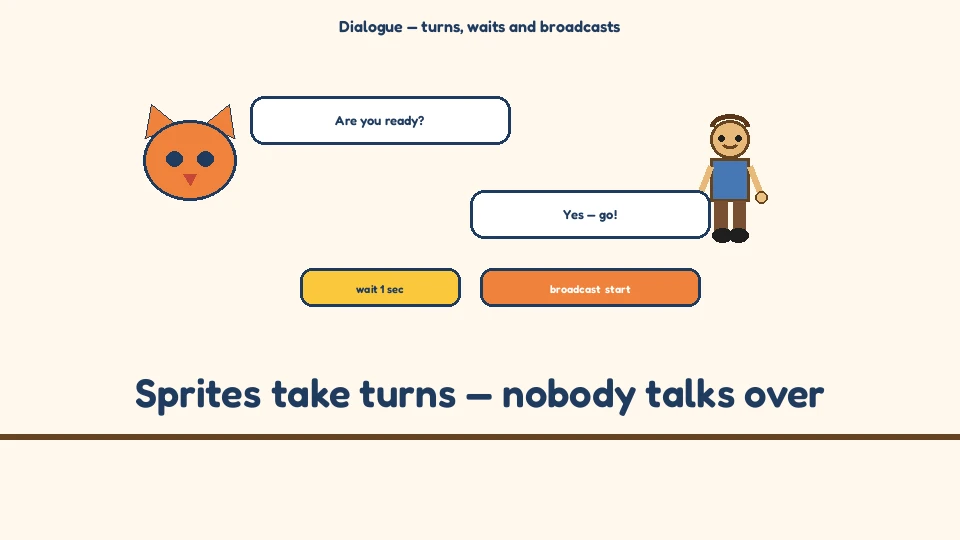 Dialogue — turns, waits and broadcasts
Are you ready?
Yes — go!
wait 1 sec
broadcast start
Sprites take turns — nobody talks over